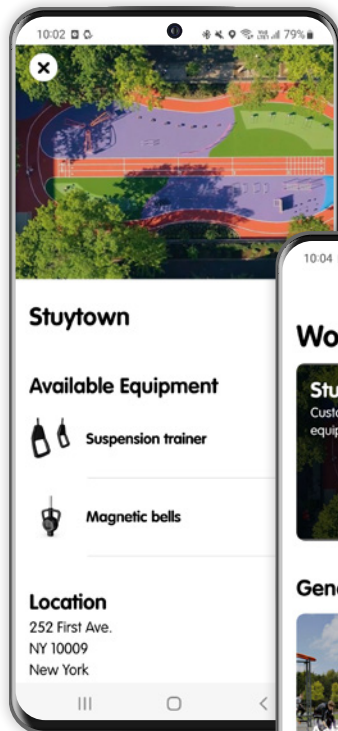 10:02
79%
Stuytown
Available Equipment
Suspension trainer
Magnetic bells
Location
252 First Ave.
NY 10009
New York
10:04
Wo
Stu
Custo
equip
Gene